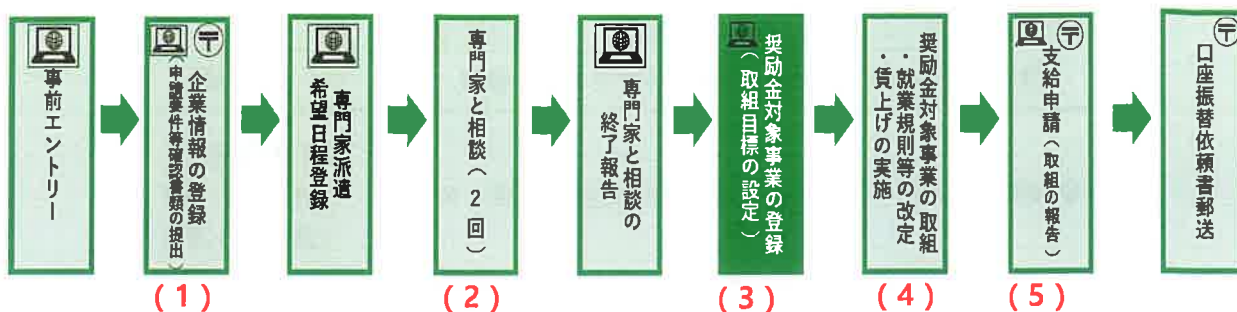 事前エントリー
〒
企業情報の登録
(申請要件等確認書類の提出)
専門家派遣
希望日程登録
専門家と相談(2回)
専門家と相談の
終了報告
奨励金対象事業の登録
(取組目標の設定)
奨励金対象事業の取組
・就業規則等の改定
・賃上げの実施
〒
支給申請(取組の報告)
〒
口座振替依頼書郵送
(1)
(2)
(3)
(4)
(5)